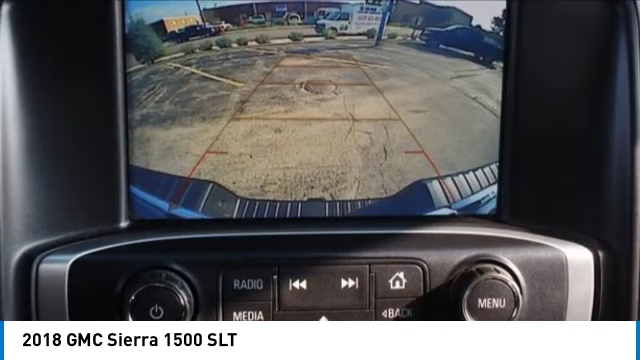 RADIO
MEDIA
BACK
MENU
2018 GMC Sierra 1500 SLT